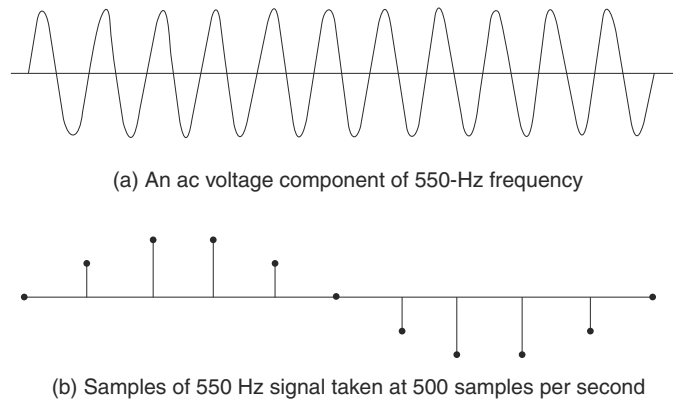 (a) An ac voltage component of 550-Hz frequency
(b) Samples of 550 Hz signal taken at 500 samples per second